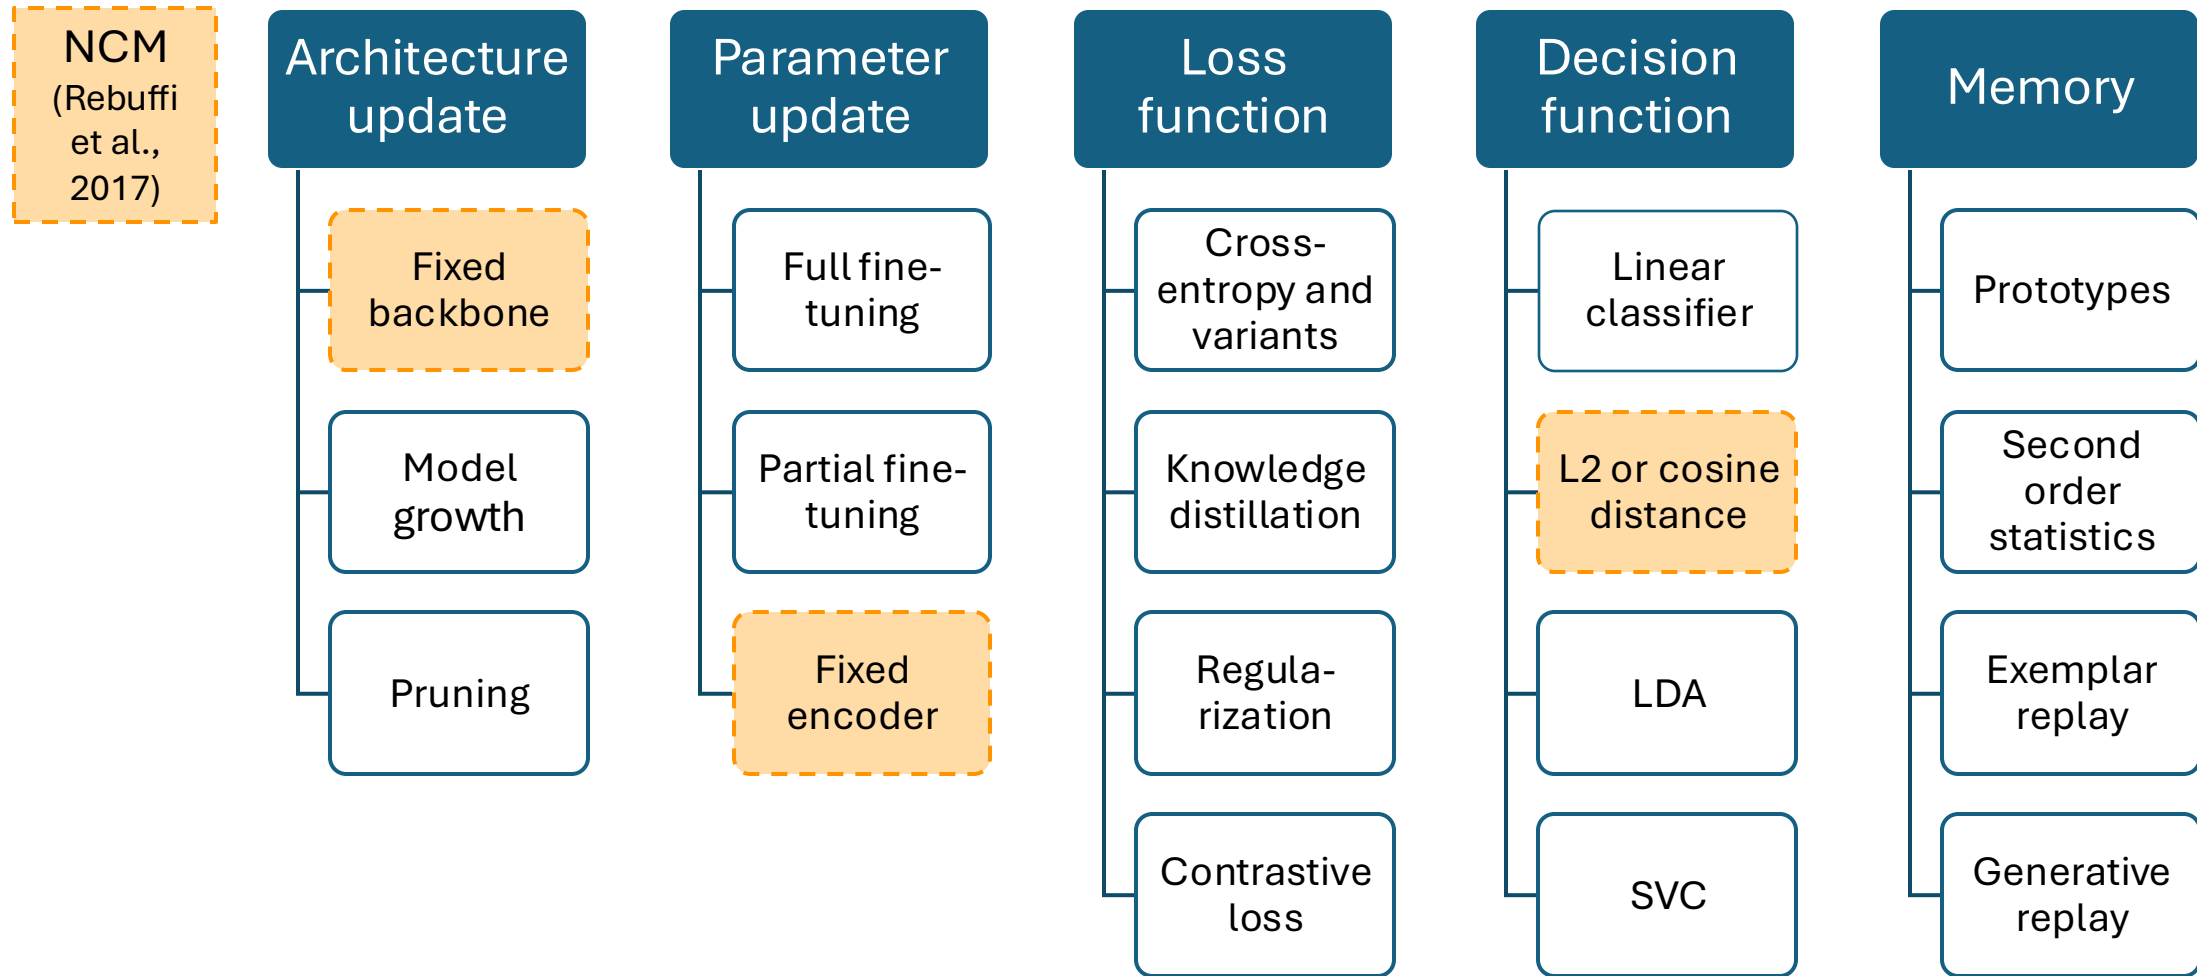 NCM
(Rebuffi
et al.,
2017)
Architecture
update
Fixed
backbone
Model
growth
Pruning
Parameter
update
Full fine-
tuning
Partial fine-
tuning
Fixed
encoder
Loss
function
Cross-
entropy and
variants
Knowledge
distillation
Regula-
rization
Contrastive
loss
Decision
function
Linear
classifier
L2 or cosine
distance
LDA
SVC
Memory
Prototypes
Second
order
statistics
Exemplar
replay
Generative
replay